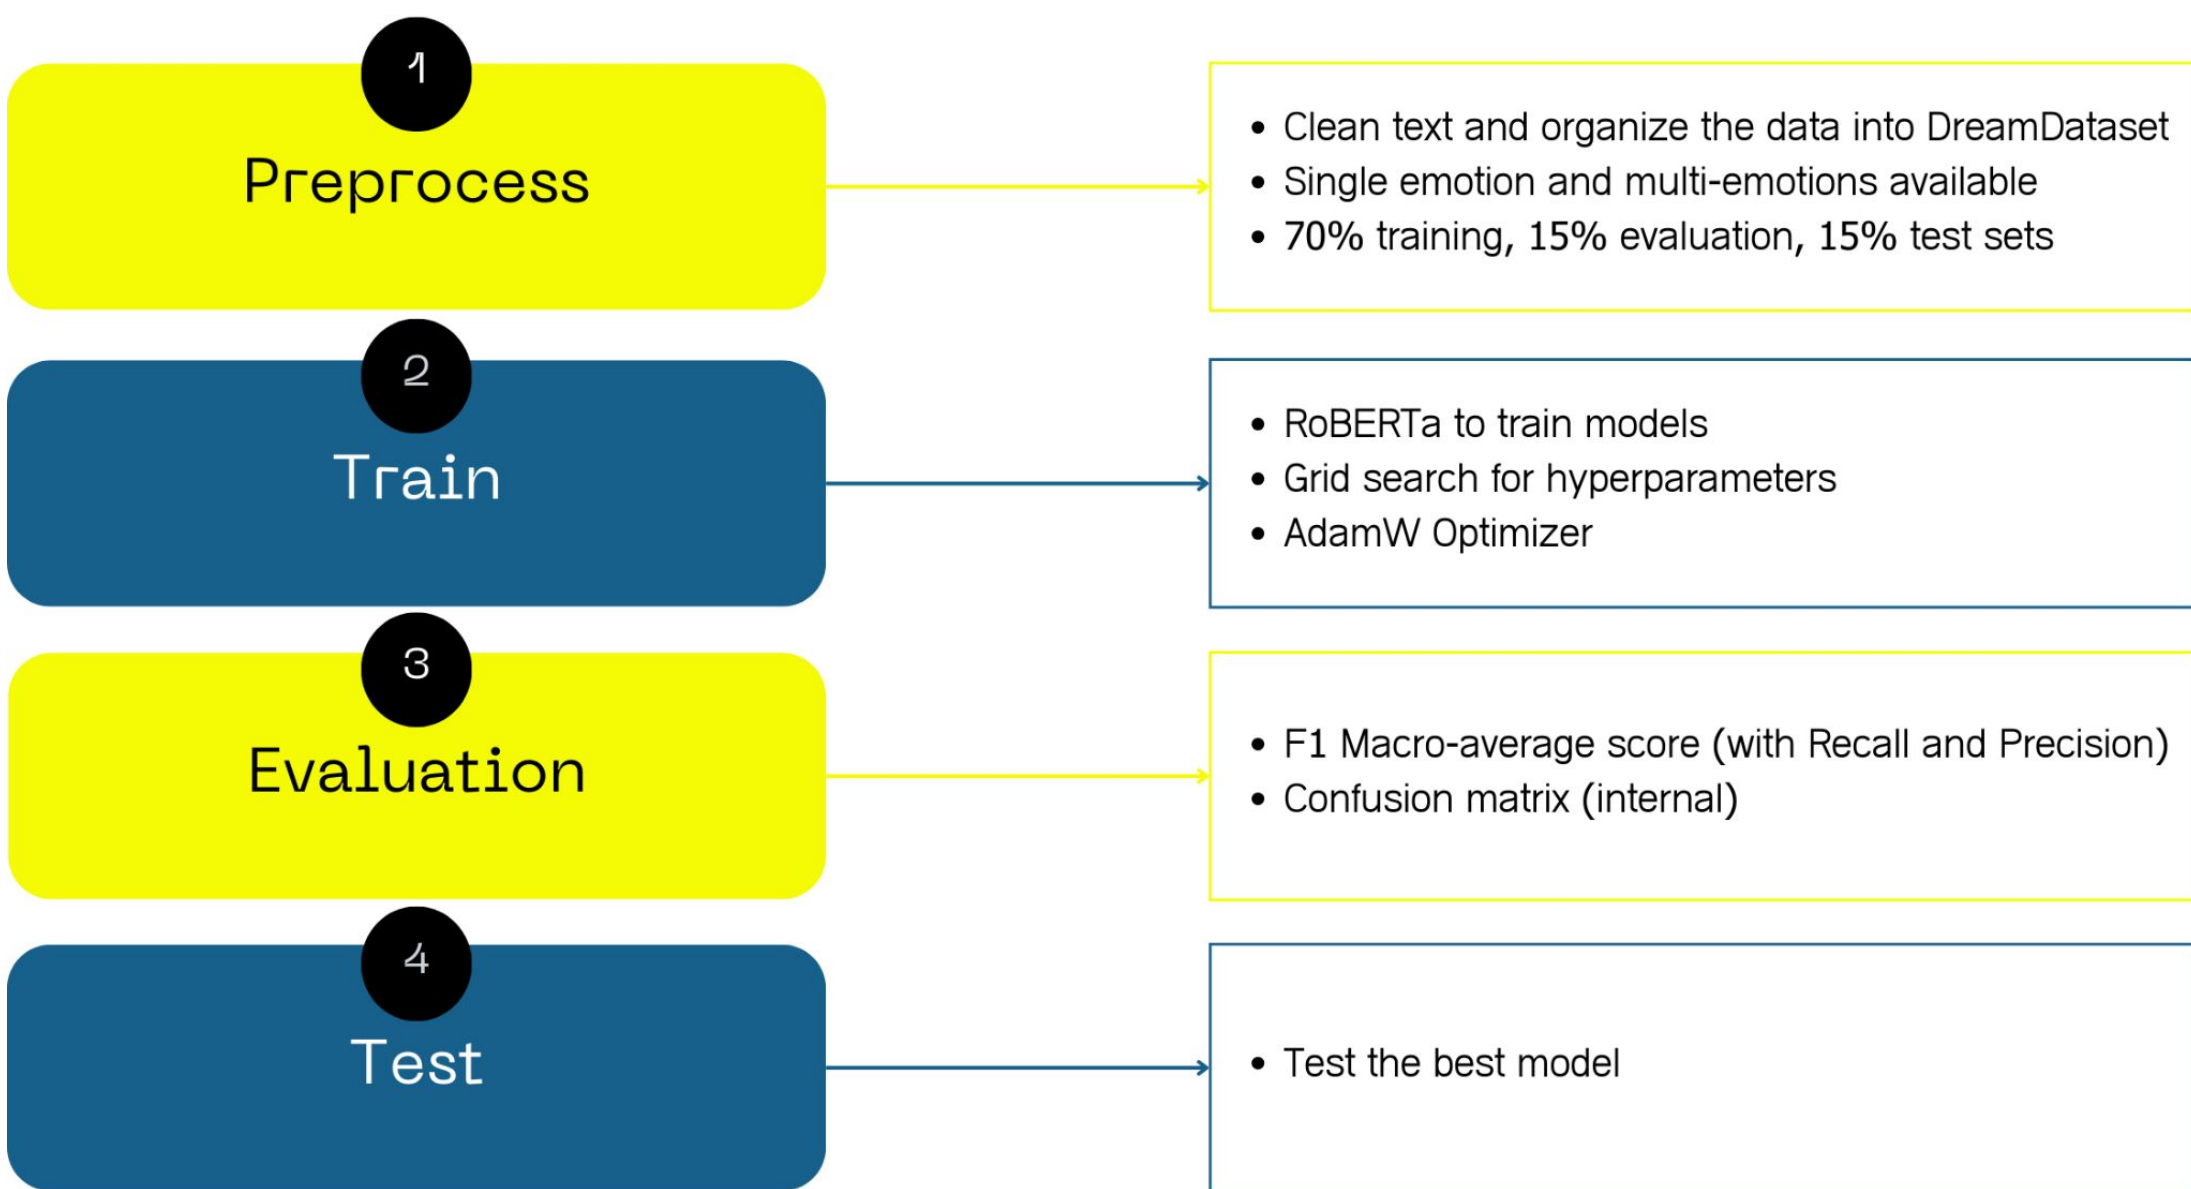 1
Preprocess
• Clean text and organize the data into DreamDataset
• Single emotion and multi-emotions available
• 70% training, 15% evaluation, 15% test sets
2
Train
• RoBERTa to train models
• Grid search for hyperparameters
• AdamW Optimizer
3
Evaluation
• F1 Macro-average score (with Recall and Precision)
• Confusion matrix (internal)
4
Test
• Test the best model